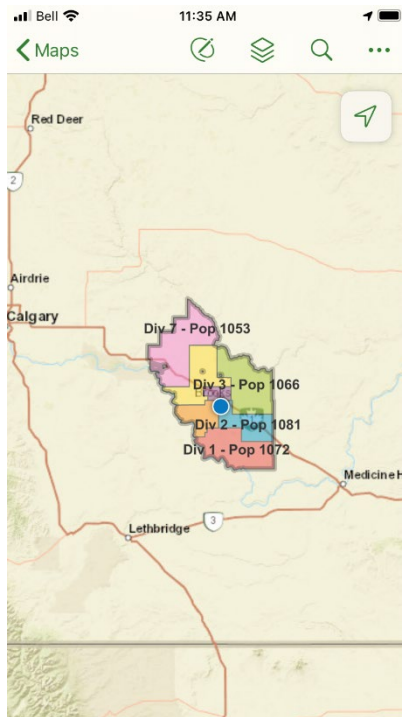 Bell
11:35 AM
Maps
Red Deer
2
Airdrie
Calgary
Div 7 - Pop 1053
Div 3 - Pop 1066
Div 2 - Pop 1081
Div 1 - Pop 1072
Medicine H
3
Lethbridge